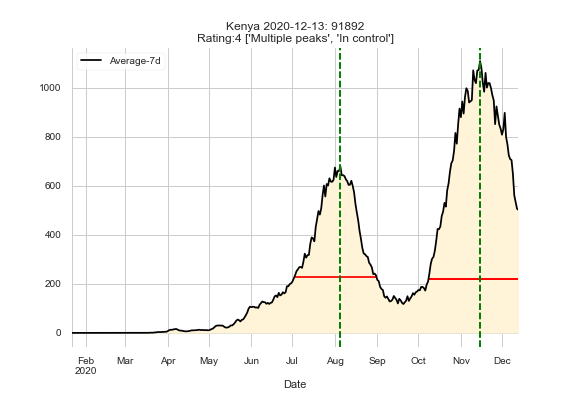 Kenya 2020-12-13: 91892
Rating:4 ['Multiple peaks', 'In control']
Average-7d
1000
800
600
400
200
0
Feb Mar Apr May Jun Jul Aug Sep Oct Nov Dec
2020
Date